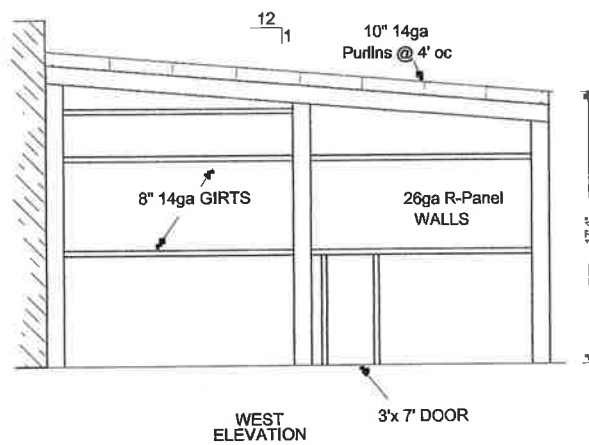 12
1
10" 14ga
Purlins @ 4' oc
8" 14ga GIRTS
26ga R-Panel
WALLS
3'x 7' DOOR
WEST
ELEVATION